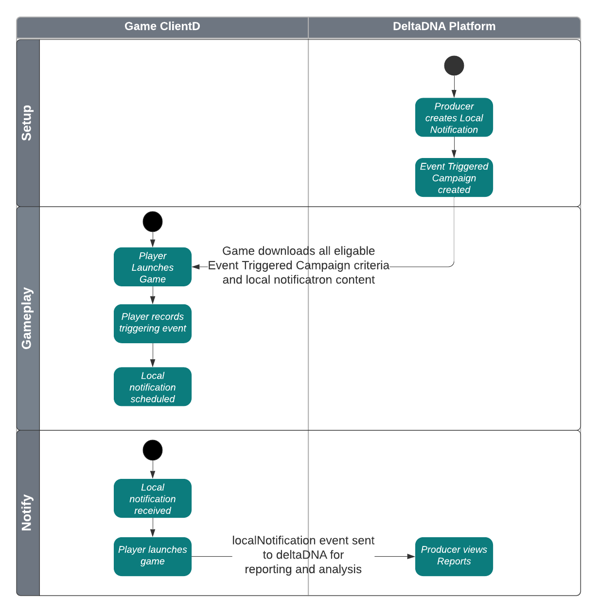 Game ClientD
DeltaDNA Platform
Setup
Producer
creates Local
Notification
Event Triggered
Campaign
created
Gameplay
Player
Launches
Game
Game downloads all eligable
Event Triggered Campaign criteria
and local notificatron content
Player records
triggering event
Local
notification
scheduled
Notify
Local
notification
received
Player launches
game
localNotification event sent
to deltaDNA for
reporting and analysis
Producer views
Reports